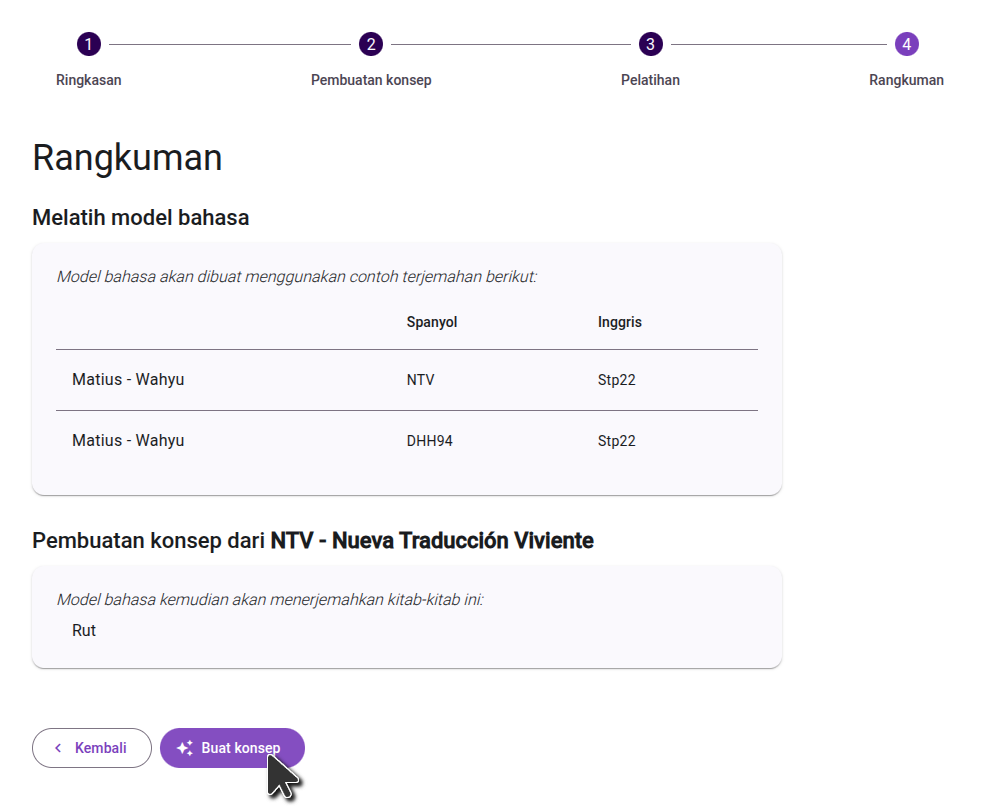 1 2 3 4
Ringkasan Pembuatan konsep Pelatihan Rangkuman
Rangkuman
Melatih model bahasa
Model bahasa akan dibuat menggunakan contoh terjemahan berikut:
Spanyol Inggris
Matius - Wahyu NTV Stp22
Matius - Wahyu DHH94 Stp22
Pembuatan konsep dari NTV - Nueva Traducción Viviente
Model bahasa kemudian akan menerjemahkan kitab-kitab ini:
Rut
Kembali Buat konsep